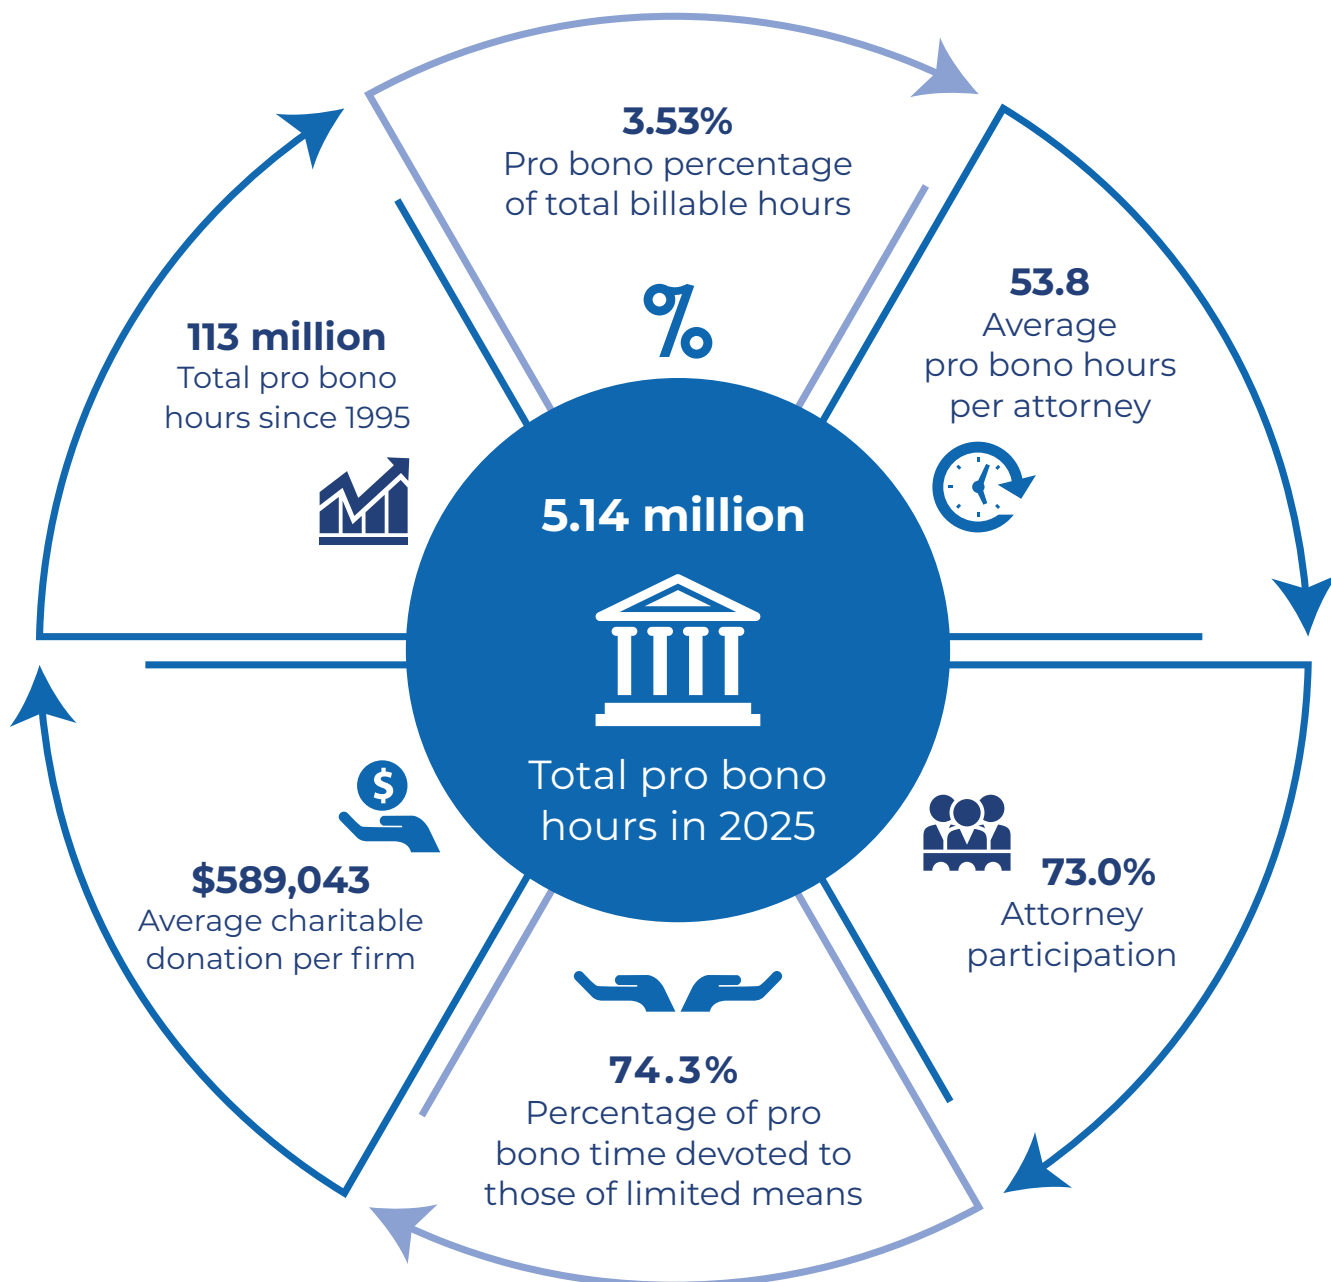 3.53%
Pro bono percentage
of total billable hours
%
53.8
Average
pro bono hours
per attorney
113 million
Total pro bono
hours since 1995
5.14 million
Total pro bono
hours in 2025
73.0%
Attorney
participation
$
$589,043
Average charitable
donation per firm
74.3%
Percentage of pro
bono time devoted to
those of limited means